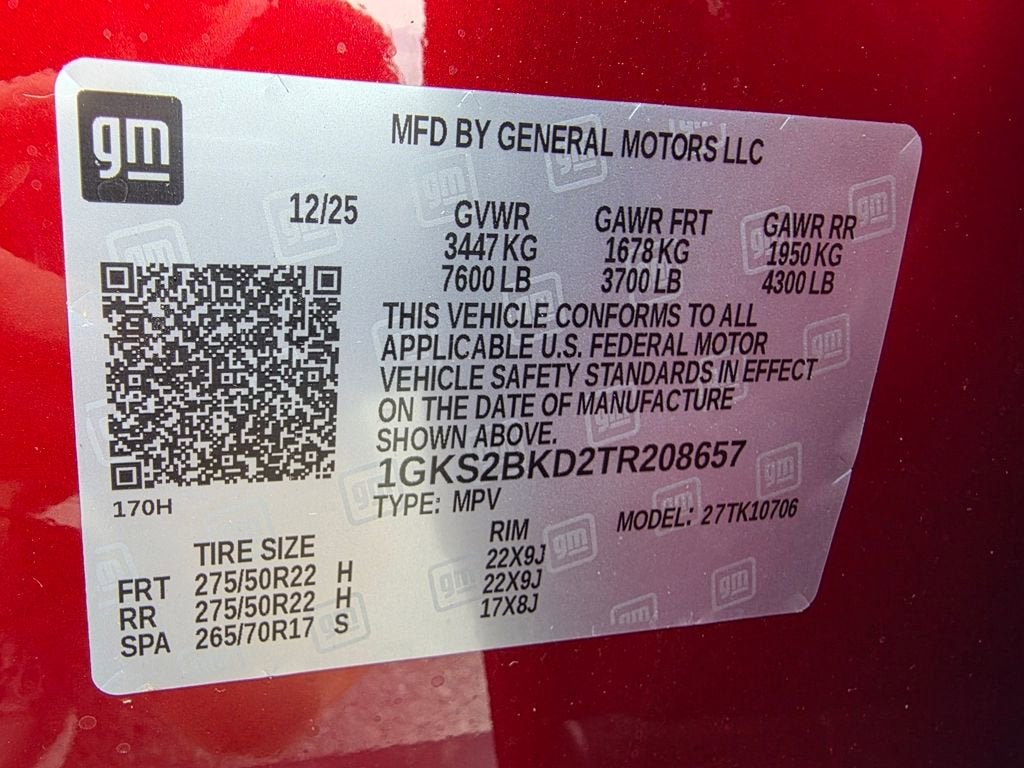 gm
MFD BY GENERAL MOTORS LLC
12/25
GVWR GAWR FRT GAWR RR
3447 KG 1678 KG 1950 KG
7600 LB 3700 LB 4300 LB
THIS VEHICLE CONFORMS TO ALL
APPLICABLE U.S. FEDERAL MOTOR
VEHICLE SAFETY STANDARDS IN EFFECT
ON THE DATE OF MANUFACTURE
SHOWN ABOVE.
1GKS2BKD2TR208657
170H
TYPE: MPV MODEL: 27TK10706
TIRE SIZE RIM
FRT 275/50R22 H 22X9J
RR 275/50R22 H 22X9J
SPA 265/70R17 S 17X8J